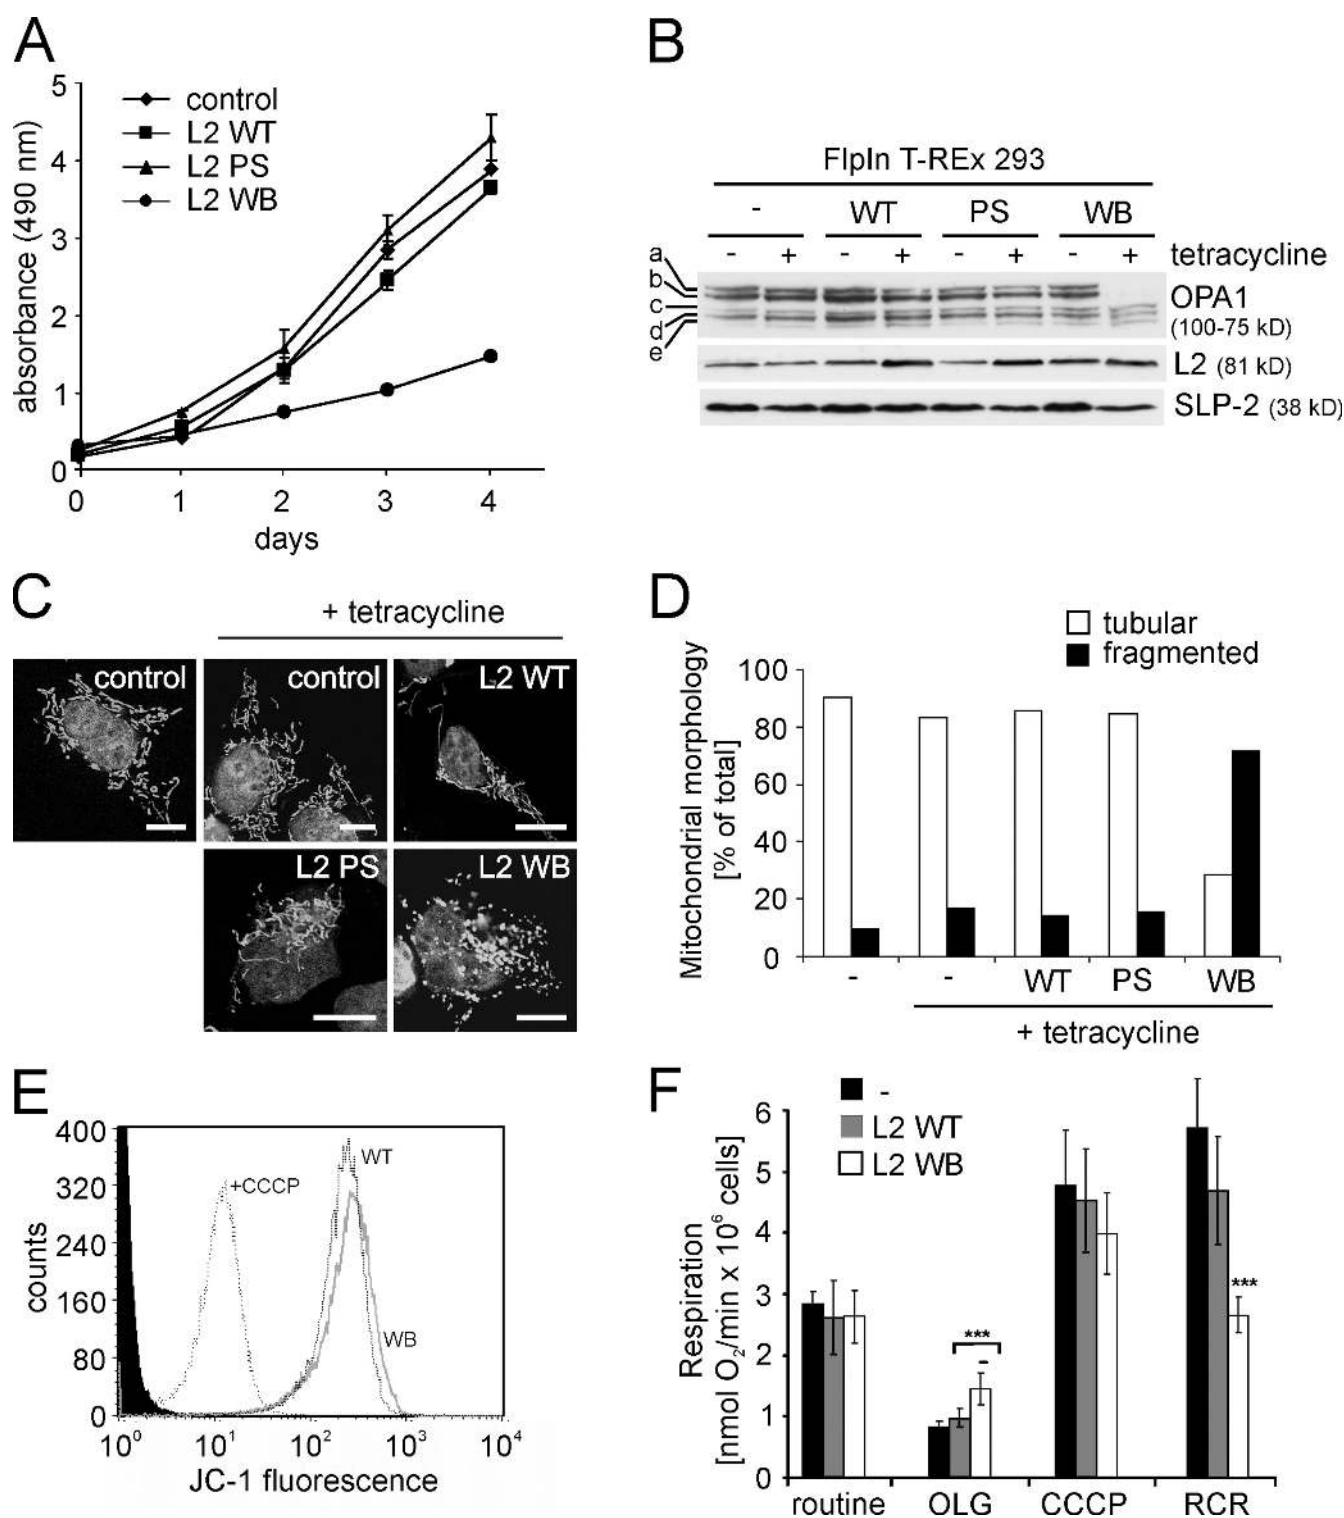 A
5
4
3
2
1
0
absorbance (490 nm)
control
L2 WT
L2 PS
L2 WB
0 1 2 3 4
days
B
FlpIn T-REx 293
- WT PS WB
- + - + - + - + tetracycline
a
b
c
d
e
OPA1
(100-75 kD)
L2 (81 kD)
SLP-2 (38 kD)
C
+ tetracycline
control
control
L2 WT
L2 PS
L2 WB
D
tubular
fragmented
Mitochondrial morphology
[% of total]
100
80
60
40
20
0
- - WT PS WB
+ tetracycline
E
400
320
240
160
80
0
counts
+CCCP
WT
WB
10⁰ 10¹ 10² 10³ 10⁴
JC-1 fluorescence
F
-
L2 WT
L2 WB
Respiration
[nmol O₂/min x 10⁶ cells]
6
5
4
3
2
1
0
***
***
routine OLG CCCP RCR